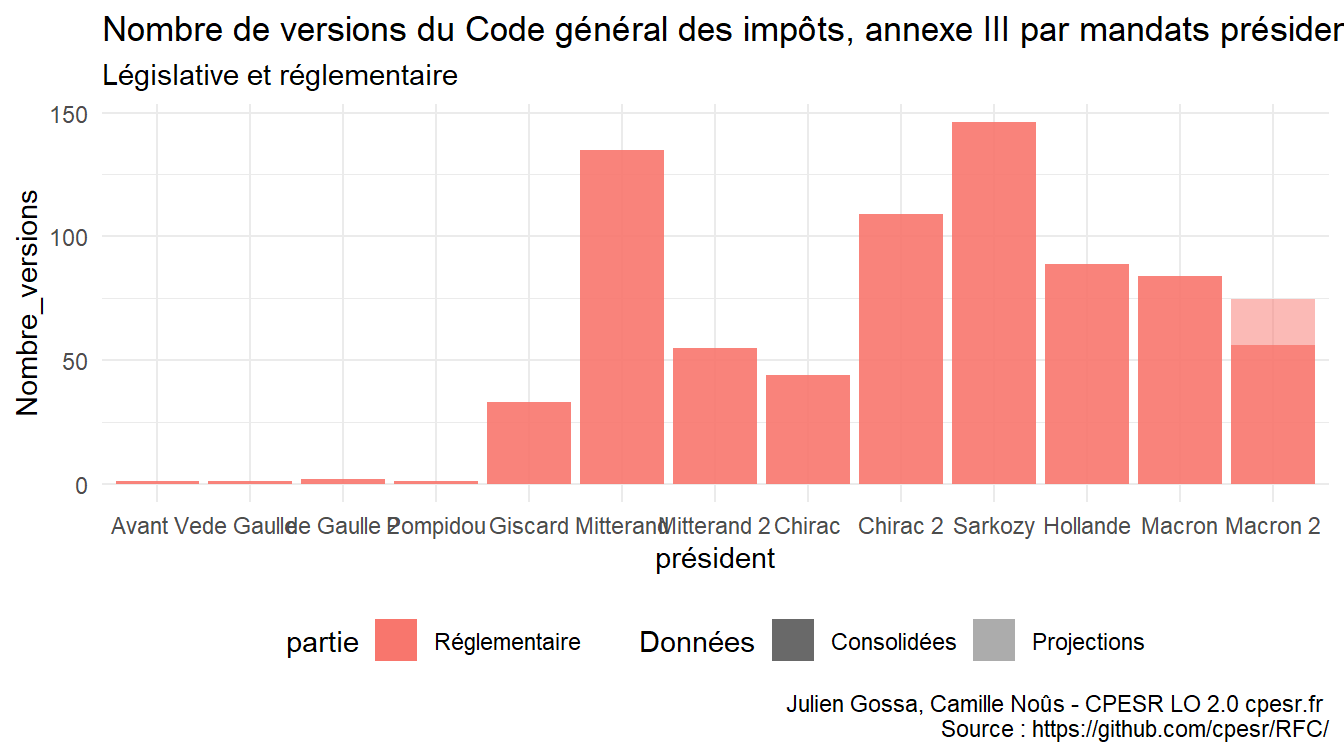 Nombre de versions du Code général des impôts, annexe III par mandats présiden
Législative et réglementaire
Nombre_versions
150
100
50
0
Avant Ve de Gaulle de Gaulle 2 Pompidou Giscard Mitterand Mitterand 2 Chirac Chirac 2 Sarkozy Hollande Macron Macron 2
président
partie Réglementaire Données Consolidées Projections
Julien Gossa, Camille Noûs - CPESR LO 2.0 cpesr.fr
Source : https://github.com/cpesr/RFC/